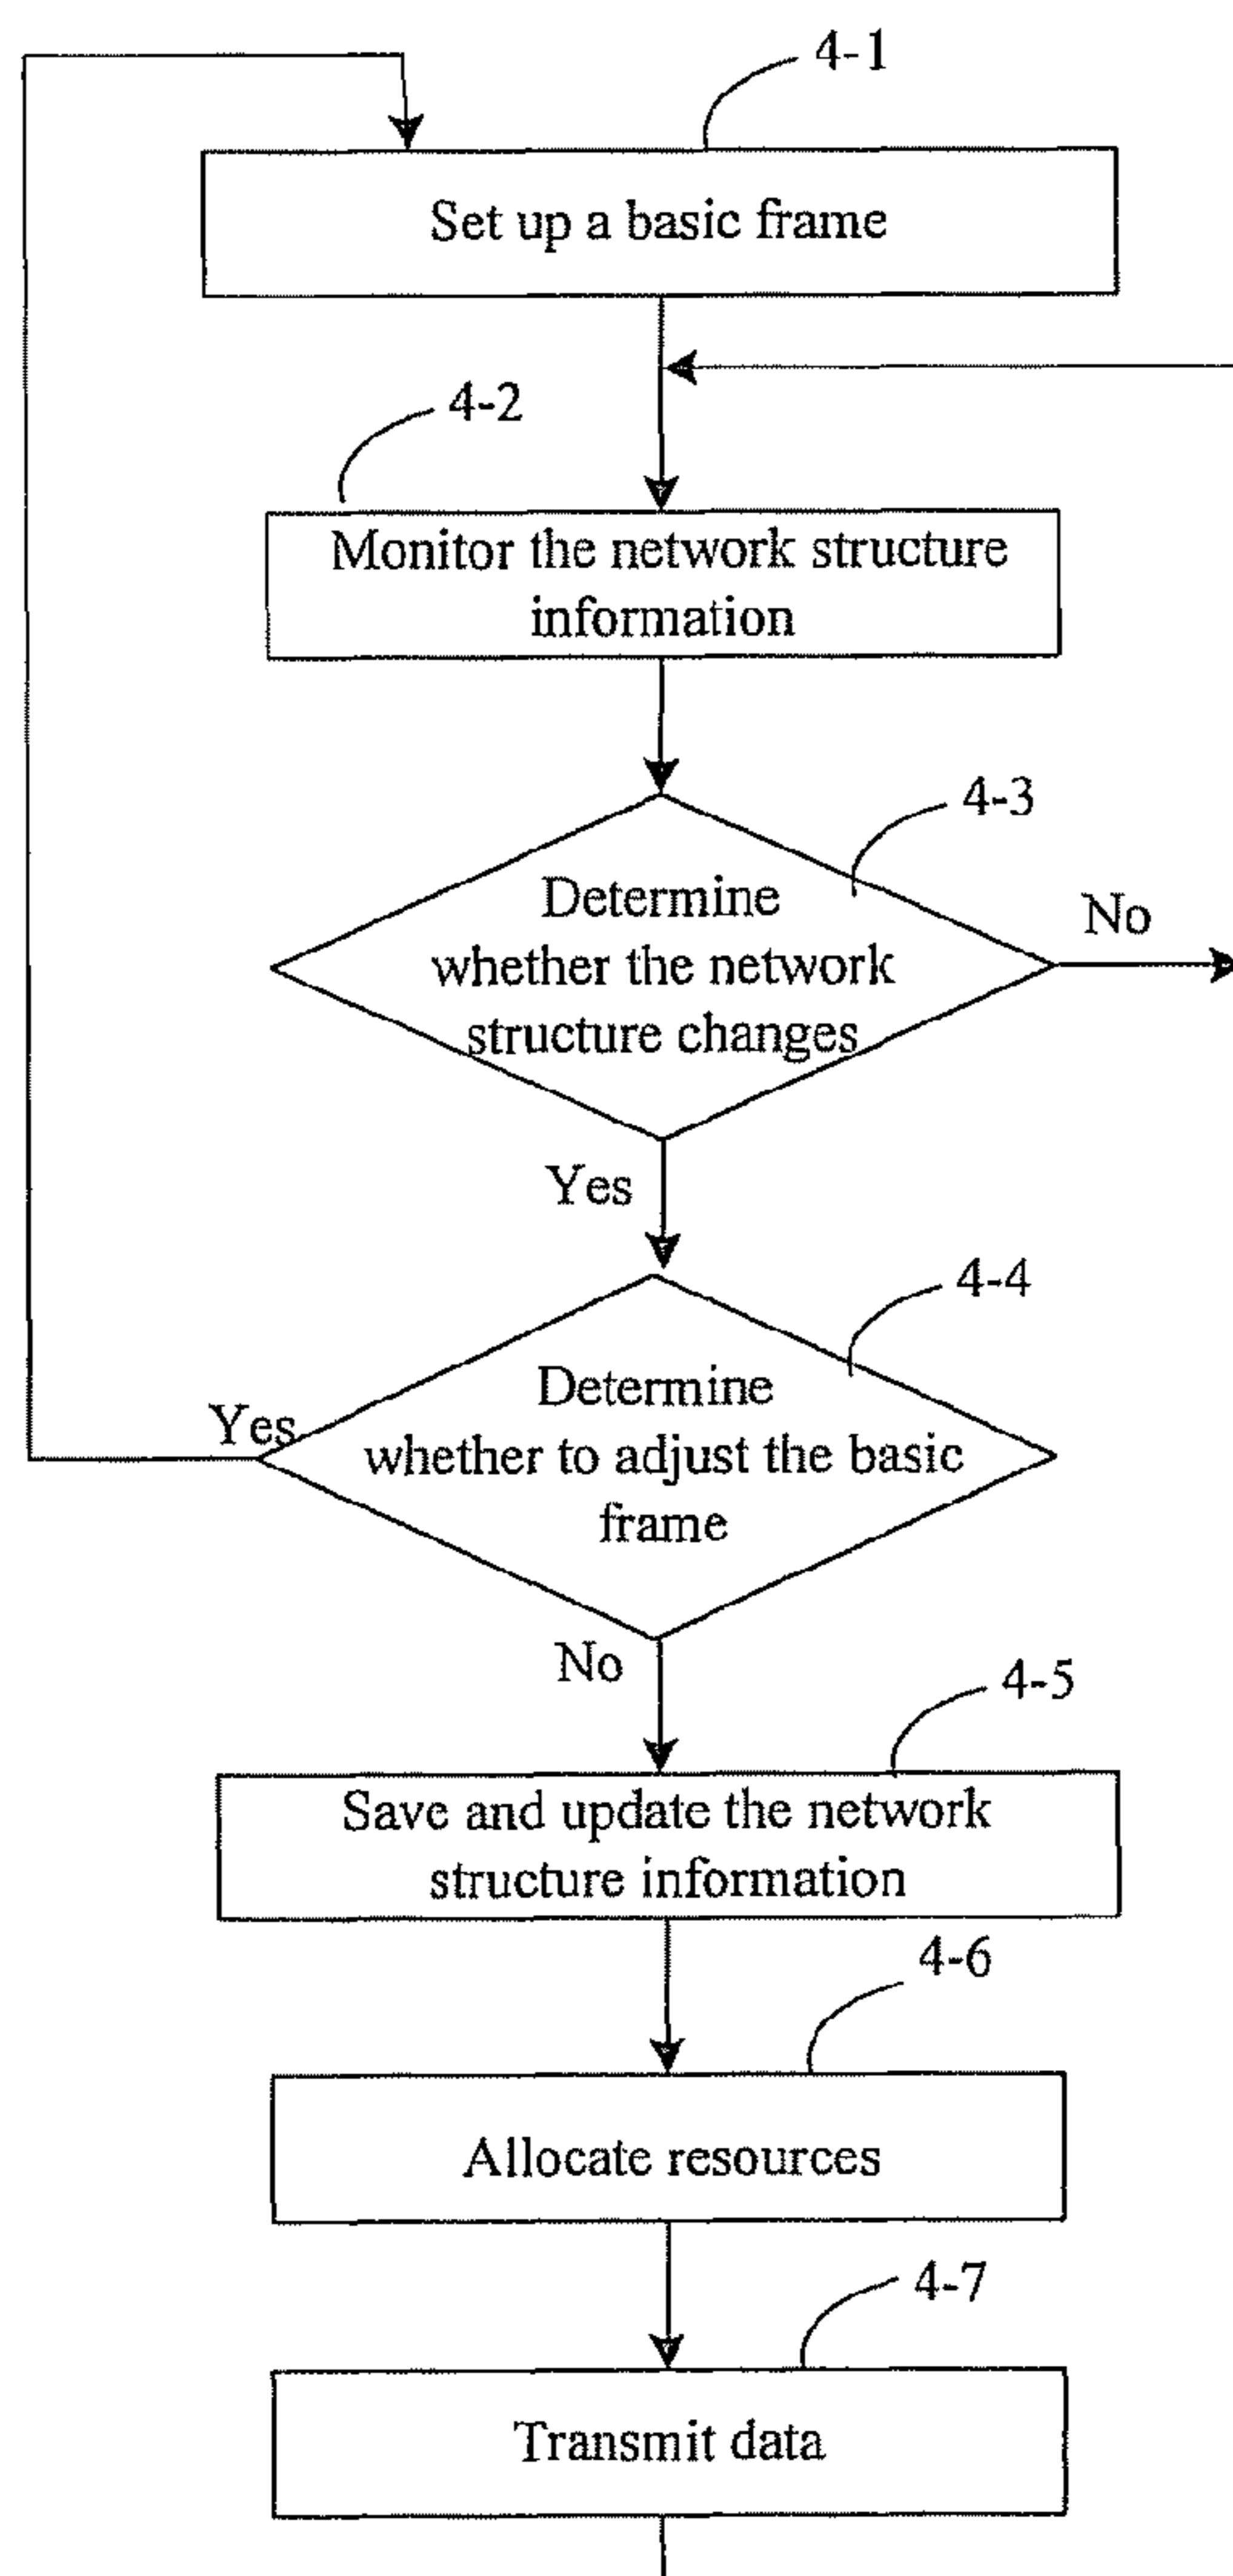 4-1
Set up a basic frame
4-2
Monitor the network structure
information
4-3
Determine
whether the network
structure changes
No
Yes
4-4
Determine
whether to adjust the basic
frame
Yes
No
4-5
Save and update the network
structure information
4-6
Allocate resources
4-7
Transmit data